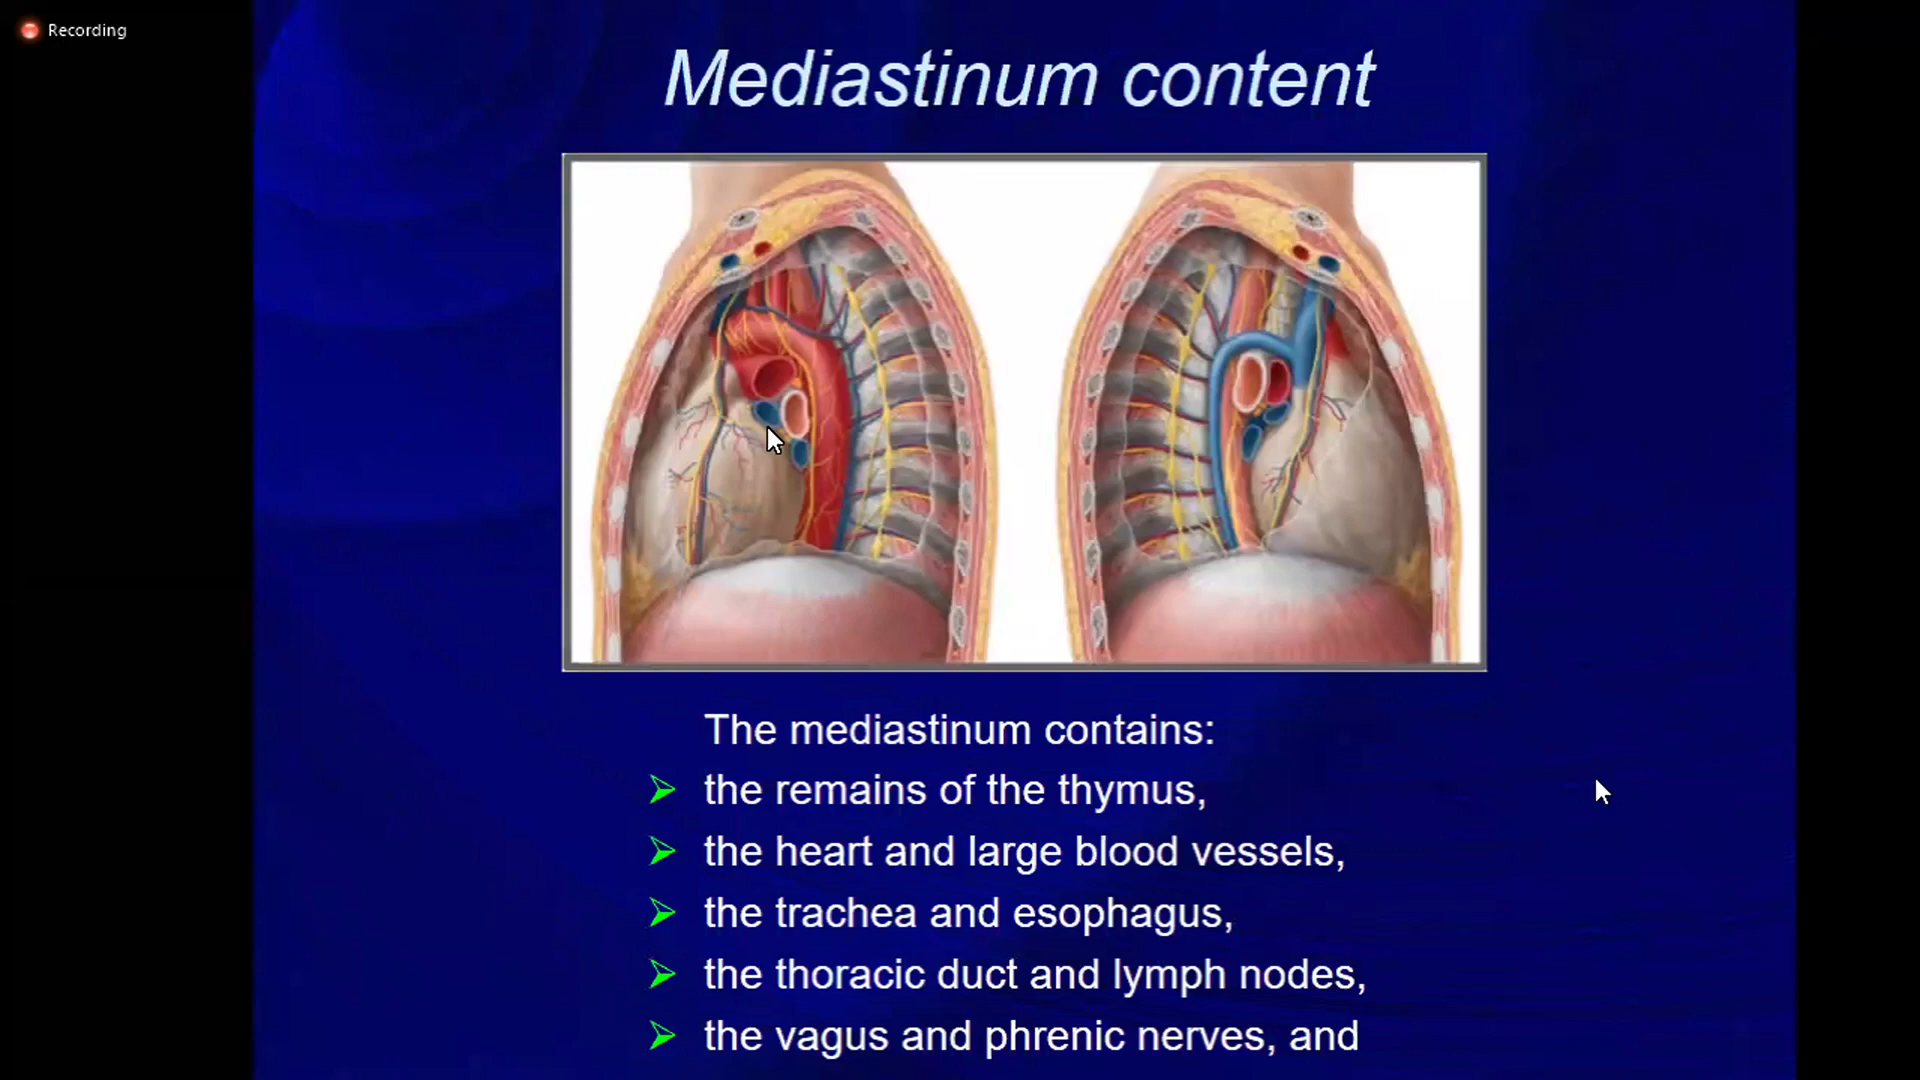 Recording
Mediastinum content
The mediastinum contains:
the remains of the thymus,
the heart and large blood vessels,
the trachea and esophagus,
the thoracic duct and lymph nodes,
the vagus and phrenic nerves, and